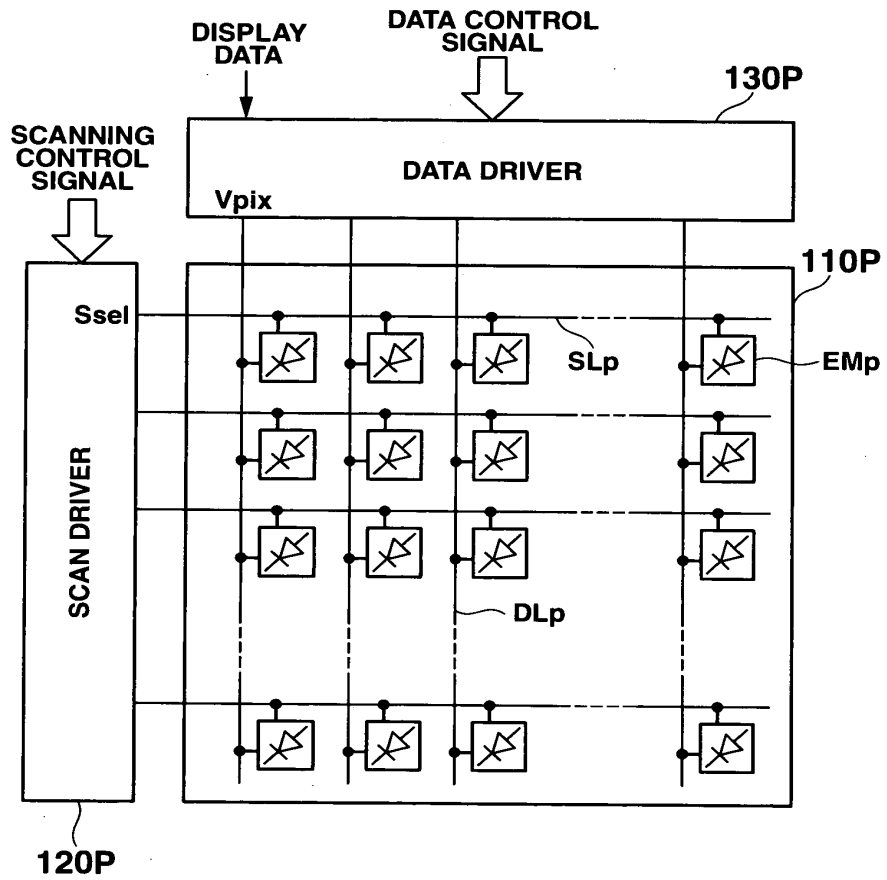 DISPLAY
DATA
DATA CONTROL
SIGNAL
130P
SCANNING
CONTROL
SIGNAL
DATA DRIVER
Vpix
110P
Ssel
SLp
EMp
SCAN DRIVER
DLp
120P